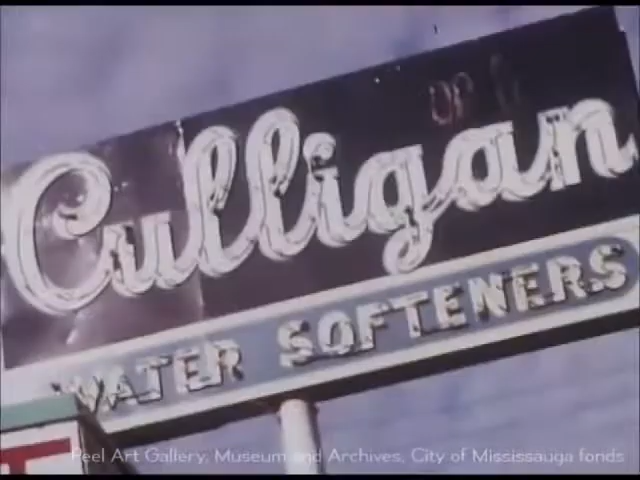 Culligan
WATER SOFTENERS
Peel Art Gallery, Museum and Archives, City of Mississauga fonds